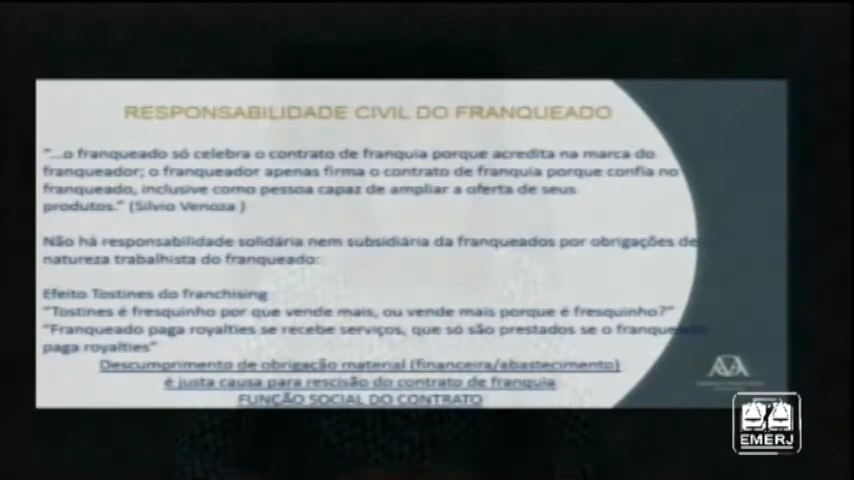 RESPONSABILIDADE CIVIL DO FRANQUEADO
"...o franqueado só celebra o contrato de franquia porque acredita na marca do
franqueador; o franqueador apenas firma o contrato de franquia porque confia no
franqueado, inclusive como pessoa capaz de ampliar a oferta de seus
produtos." (Silvio Venoza )
Não há responsabilidade solidária nem subsidiária da franqueados por obrigações de
natureza trabalhista do franqueado:
Efeito Tostines do franchising
"Tostines é fresquinho por que vende mais, ou vende mais porque é fresquinho?"
"Franqueado paga royalties se recebe serviços, que só são prestados se o franqueado
paga royalties"
Descumprimento de obrigação material (financeira/abastecimento)
é justa causa para rescisão do contrato de franquia
FUNÇÃO SOCIAL DO CONTRATO
EMERJ